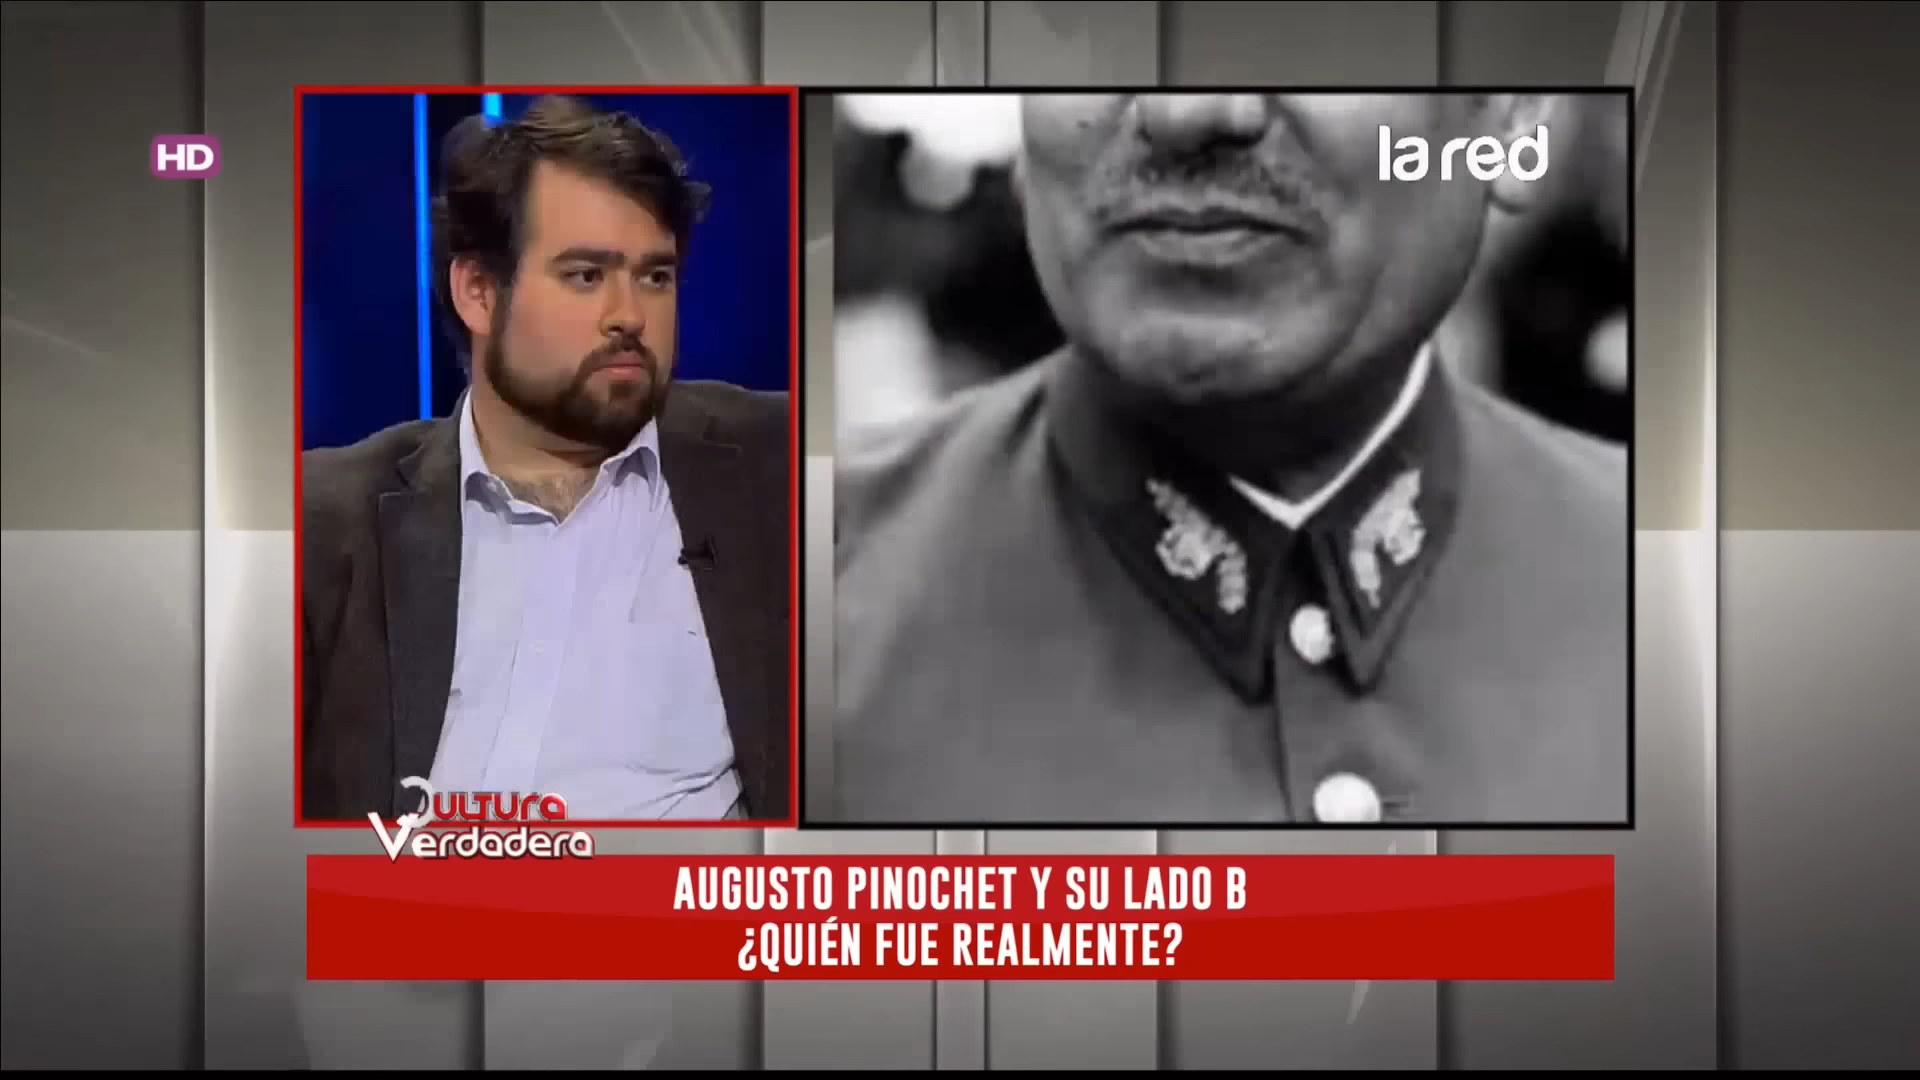 HD
la red
Cultura
Verdadera
AUGUSTO PINOCHET Y SU LADO B
¿QUIÉN FUE REALMENTE?